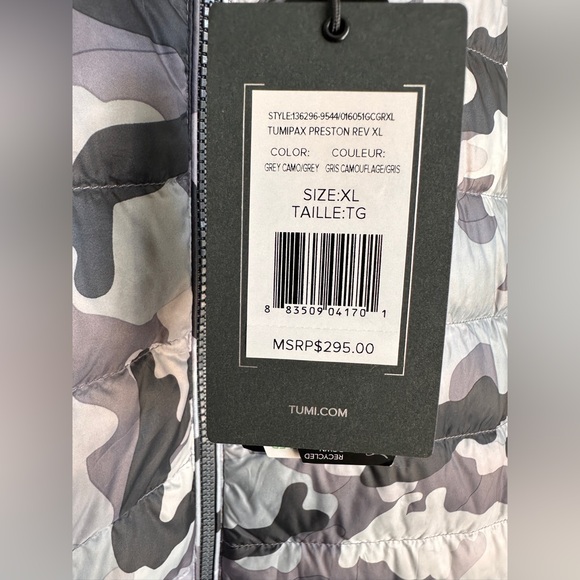 STYLE:136296-9544/016051GCGRXL
TUMIPAX PRESTON REV XL
COLOR: COULEUR:
GREY CAMO/GREY GRIS CAMOUFLAGE/GRIS
SIZE:XL
TAILLE:TG
8 83509 04170 1
MSRP$295.00
TUMI.COM
RECYCLED